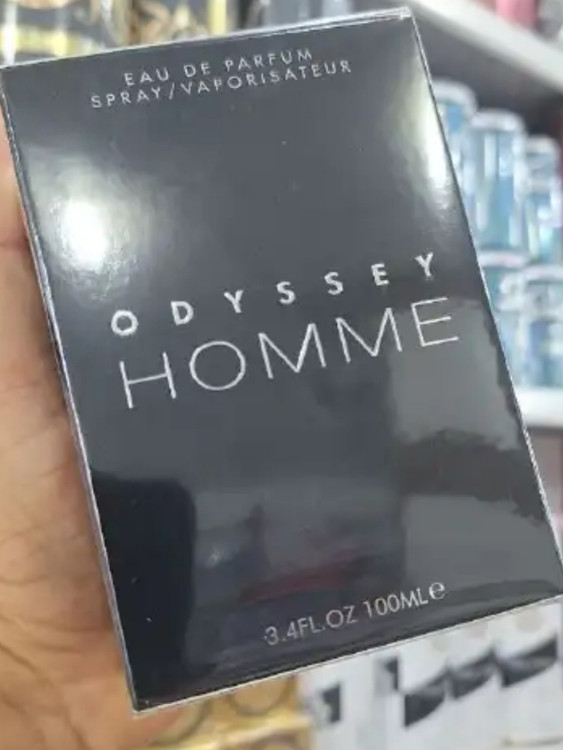 EAU DE PARFUM
SPRAY/VAPORISATEUR
ODYSSEY
HOMME
3.4FL.OZ 100ML℮